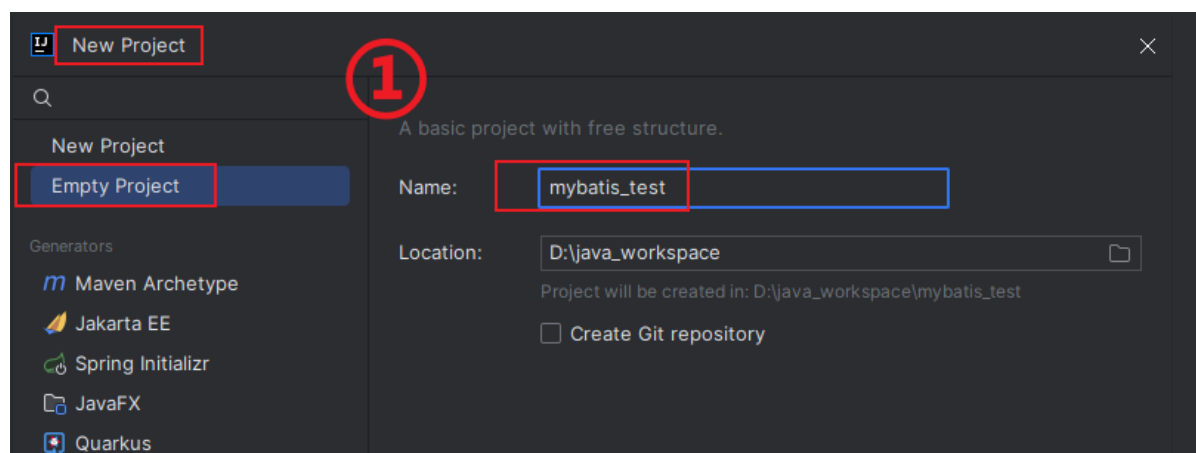 IJ New Project
①
A basic project with free structure.
New Project
Empty Project
Name: mybatis_test
Generators
Location: D:\java_workspace
m Maven Archetype
Project will be created in: D:\java_workspace\mybatis_test
Jakarta EE
Create Git repository
Spring Initializr
JavaFX
Quarkus